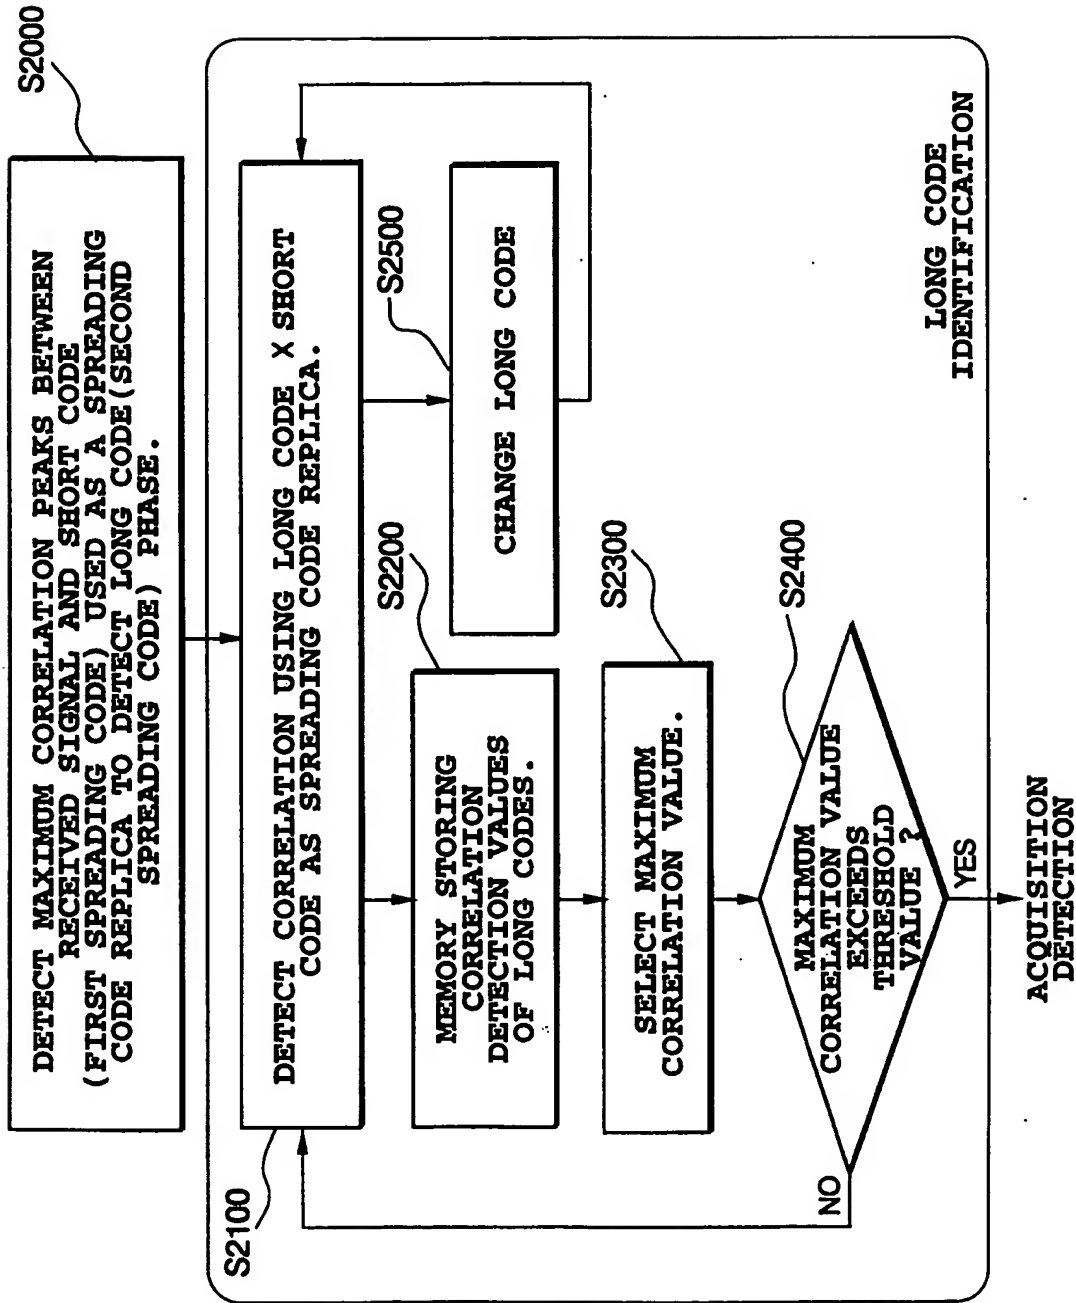 S2000
DETECT MAXIMUM CORRELATION PEAKS BETWEEN
RECEIVED SIGNAL AND SHORT CODE
(FIRST SPREADING CODE) USED AS A SPREADING
CODE REPLICA TO DETECT LONG CODE(SECOND
SPREADING CODE) PHASE.
S2100
DETECT CORRELATION USING LONG CODE X SHORT
CODE AS SPREADING CODE REPLICA.
S2200
MEMORY STORING
CORRELATION
DETECTION VALUES
OF LONG CODES.
S2500
CHANGE LONG CODE
S2300
SELECT MAXIMUM
CORRELATION VALUE.
S2400
MAXIMUM
CORRELATION VALUE
EXCEEDS
THRESHOLD
VALUE ?
NO
YES
LONG CODE
IDENTIFICATION
ACQUISITION
DETECTION